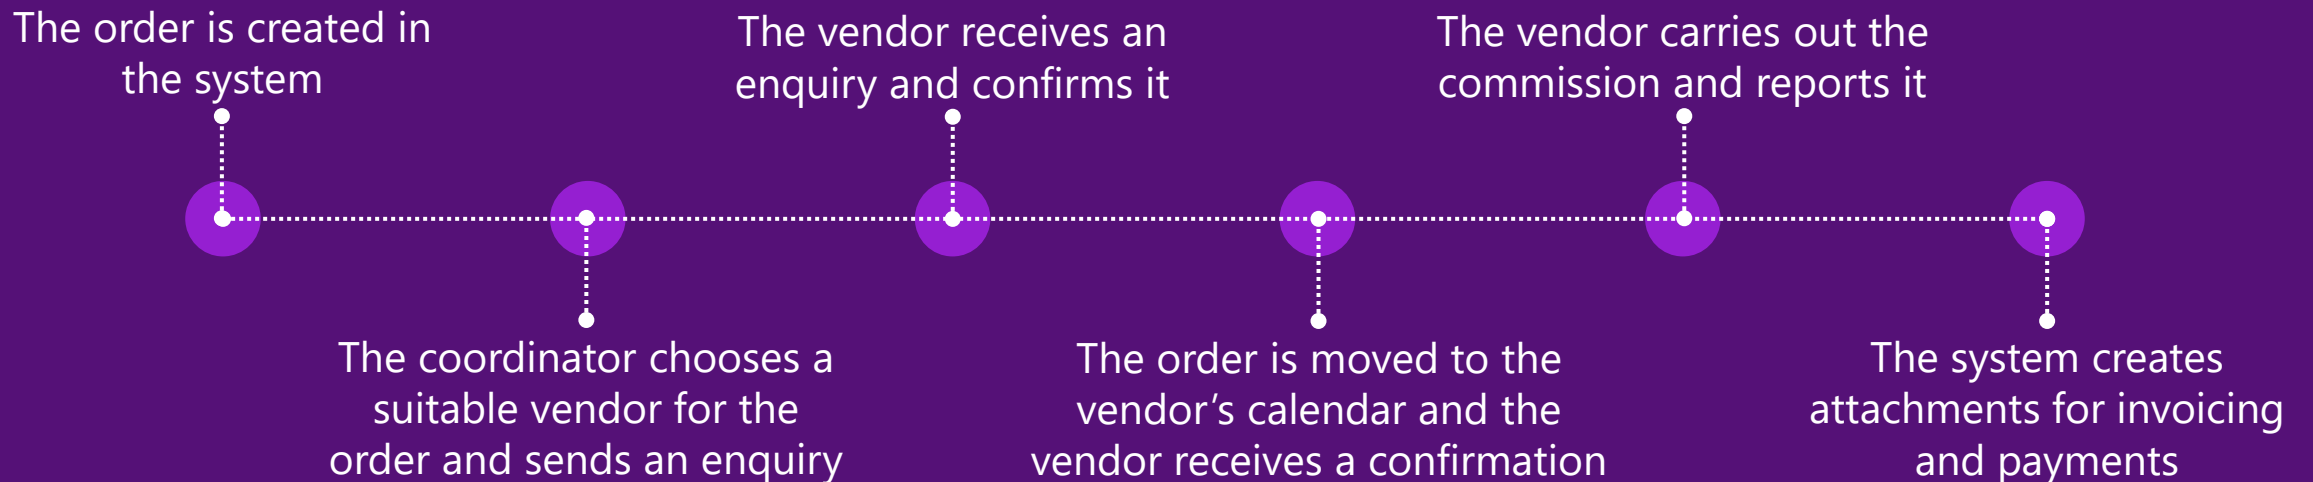 The order is created in
the system
The coordinator chooses a
suitable vendor for the
order and sends an enquiry
The vendor receives an
enquiry and confirms it
The order is moved to the
vendor’s calendar and the
vendor receives a confirmation
The vendor carries out the
commission and reports it
The system creates
attachments for invoicing
and payments